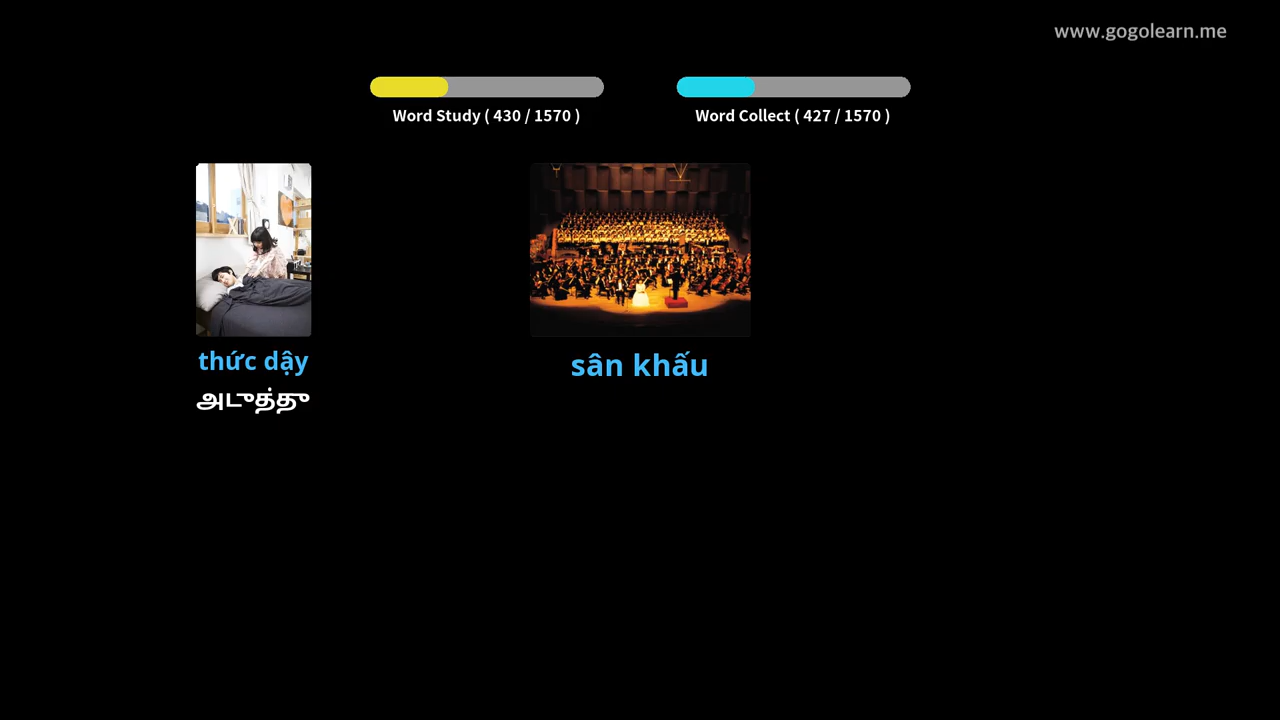 www.gogolearn.me
Word Study ( 430 / 1570 )
Word Collect ( 427 / 1570 )
thức dậy
அடுத்து
sân khấu